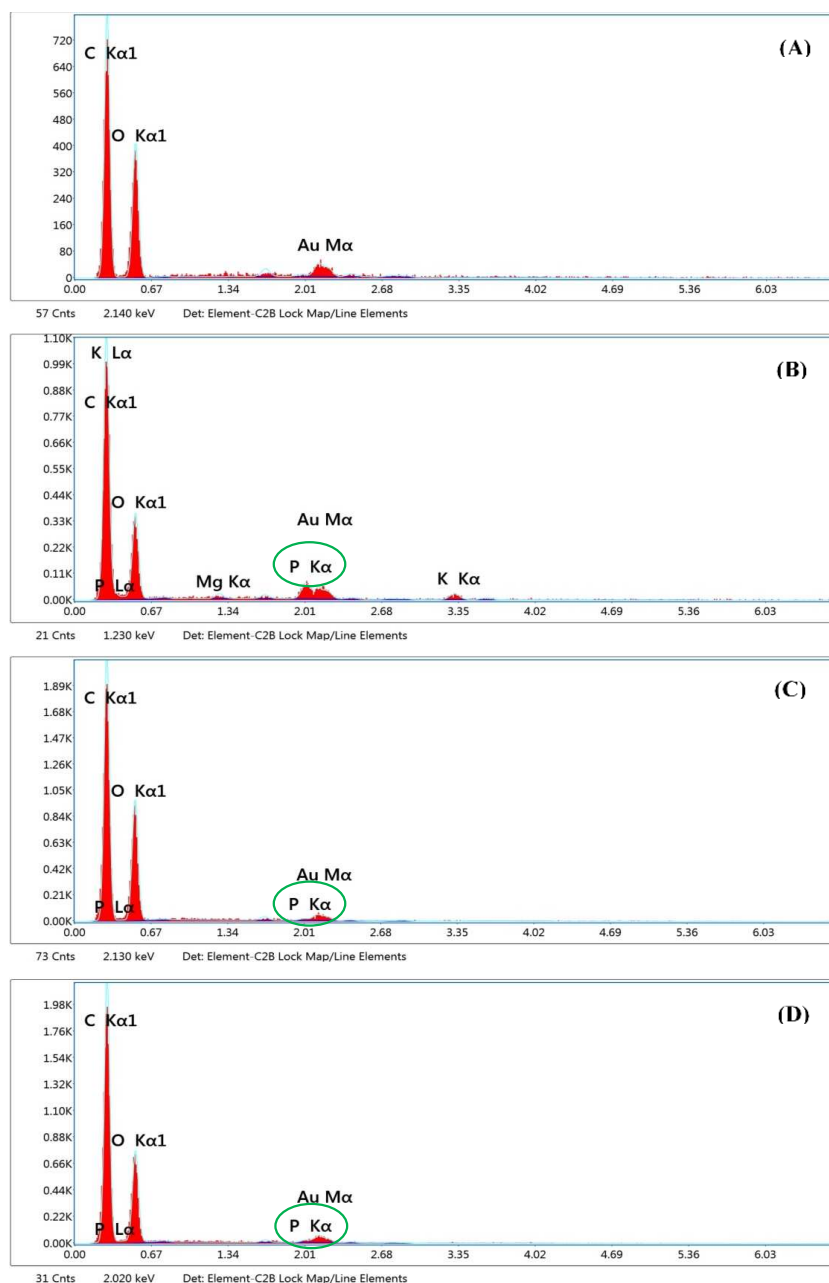 (A)
720
C Kα1
640
560
480
O Kα1
400
320
240
160
Au Mα
80
0
0.00 0.67 1.34 2.01 2.68 3.35 4.02 4.69 5.36 6.03
57 Cnts 2.140 keV Det: Element-C2B Lock Map/Line Elements
1.10K
K Lα
(B)
0.99K
0.88K
C Kα1
0.77K
0.66K
0.55K
0.44K
O Kα1
0.33K
Au Mα
0.22K
P Kα
0.11K
P Lα Mg Kα K Kα
0.00K
0.00 0.67 1.34 2.01 2.68 3.35 4.02 4.69 5.36 6.03
21 Cnts 1.230 keV Det: Element-C2B Lock Map/Line Elements
(C)
1.89K
C Kα1
1.68K
1.47K
1.26K
1.05K
O Kα1
0.84K
0.63K
0.42K
Au Mα
0.21K
P Lα P Kα
0.00K
0.00 0.67 1.34 2.01 2.68 3.35 4.02 4.69 5.36 6.03
73 Cnts 2.130 keV Det: Element-C2B Lock Map/Line Elements
(D)
1.98K
C Kα1
1.76K
1.54K
1.32K
1.10K
0.88K
O Kα1
0.66K
0.44K
Au Mα
0.22K
P Lα P Kα
0.00K
0.00 0.67 1.34 2.01 2.68 3.35 4.02 4.69 5.36 6.03
31 Cnts 2.020 keV Det: Element-C2B Lock Map/Line Elements